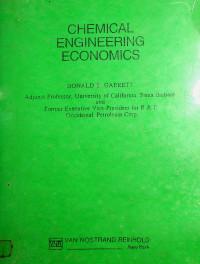 CHEMICAL
ENGINEERING
ECONOMICS
DONALD E. GARRETT
Adjunct Professor, University of California, Santa Barbara
and
Former Executive Vice-President for R & T
Occidental Petroleum Corp.
VAN NOSTRAND REINHOLD
New York